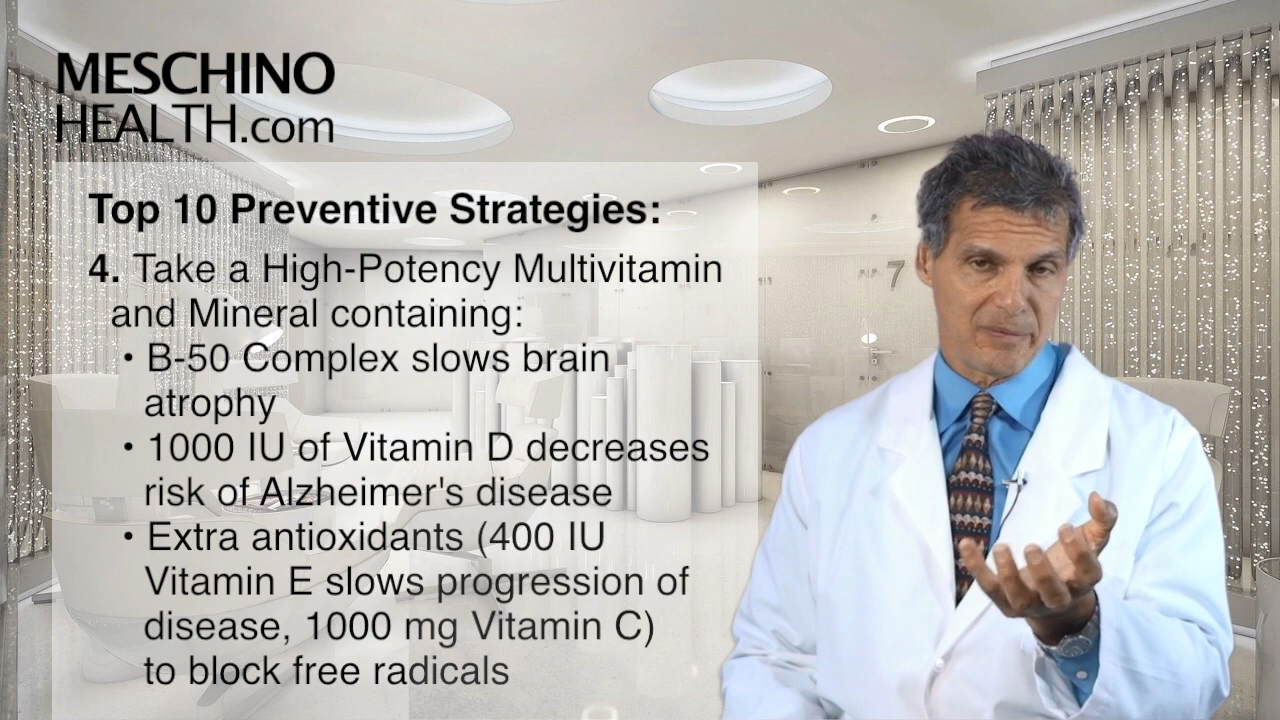 MESCHINO
HEALTH.com
Top 10 Preventive Strategies:
4. Take a High-Potency Multivitamin
and Mineral containing:
• B-50 Complex slows brain
atrophy
• 1000 IU of Vitamin D decreases
risk of Alzheimer's disease
• Extra antioxidants (400 IU
Vitamin E slows progression of
disease, 1000 mg Vitamin C)
to block free radicals
7